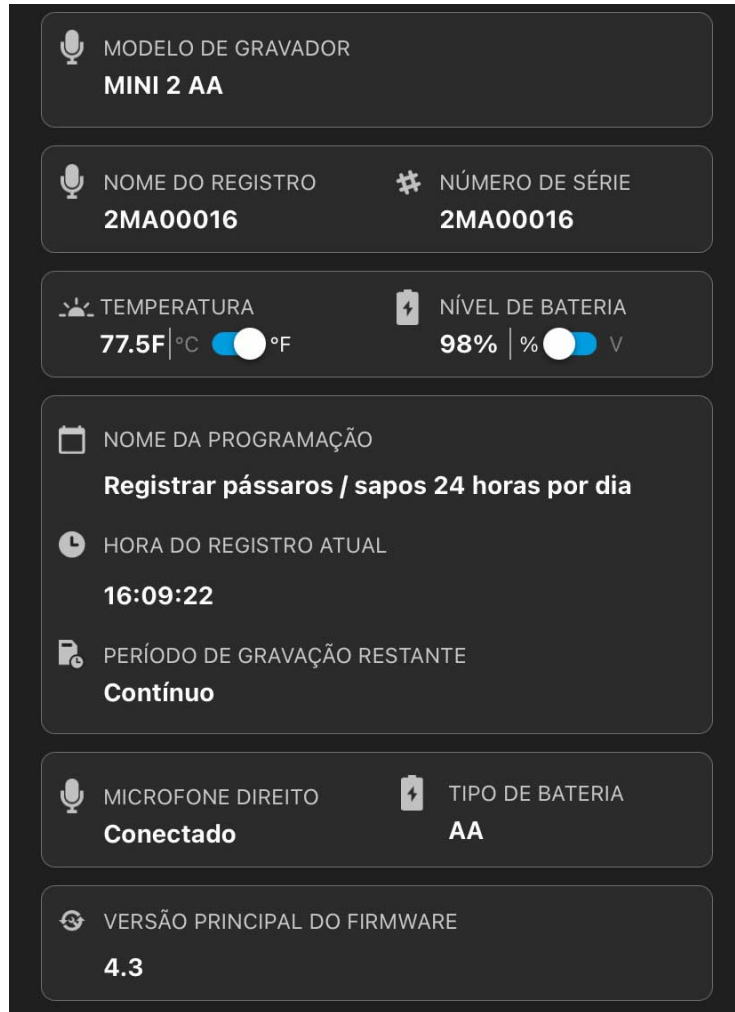 MODELO DE GRAVADOR
MINI 2 AA
NOME DO REGISTRO
2MA00016
NÚMERO DE SÉRIE
2MA00016
TEMPERATURA
77.5F °C °F
NÍVEL DE BATERIA
98% % V
NOME DA PROGRAMAÇÃO
Registrar pássaros / sapos 24 horas por dia
HORA DO REGISTRO ATUAL
16:09:22
PERÍODO DE GRAVAÇÃO RESTANTE
Contínuo
MICROFONE DIREITO
Conectado
TIPO DE BATERIA
AA
VERSÃO PRINCIPAL DO FIRMWARE
4.3